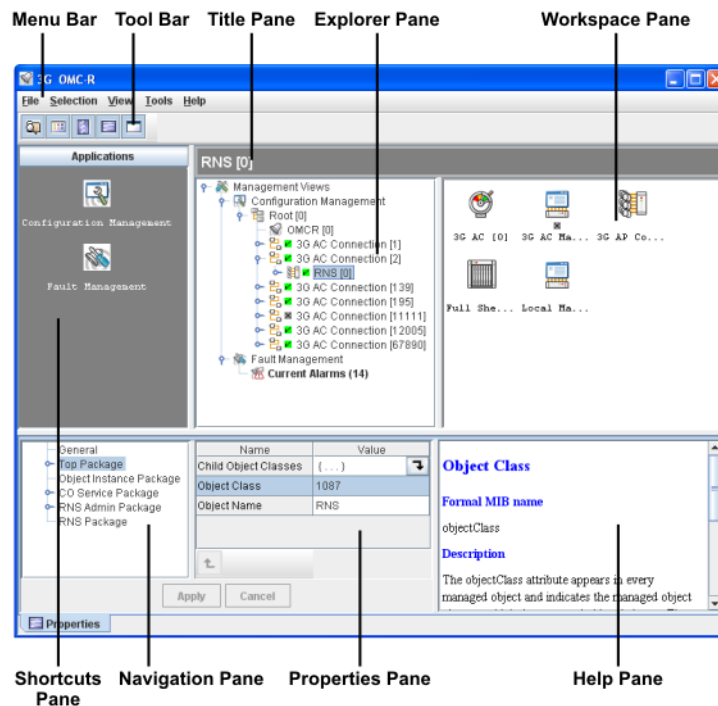 Menu Bar Tool Bar Title Pane Explorer Pane Workspace Pane
3G OMC-R
File Selection View Tools Help
Applications
Configuration Management
Fault Management
RNS [0]
Management Views
Configuration Management
Root [0]
OMCR [0]
3G AC Connection [1]
3G AC Connection [2]
RNS [0]
3G AC Connection [139]
3G AC Connection [195]
3G AC Connection [11111]
3G AC Connection [12005]
3G AC Connection [67890]
Fault Management
Current Alarms (14)
3G AC [0] 3G AC Ma... 3G AP Co...
Full She... Local Ma...
General
Top Package
Object Instance Package
CO Service Package
RNS Admin Package
RNS Package
Name Value
Child Object Classes (...)
Object Class 1087
Object Name RNS
Apply Cancel
Object Class
Formal MIB name
objectClass
Description
The objectClass attribute appears in every
managed object and indicates the managed object
Properties
Shortcuts Pane Navigation Pane Properties Pane Help Pane